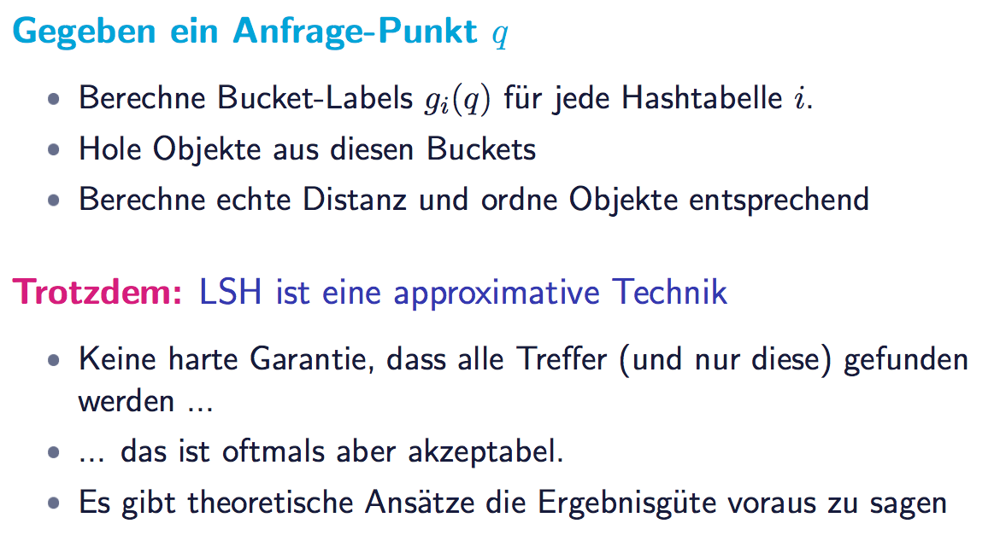 Gegeben ein Anfrage-Punkt q
• Berechne Bucket-Labels gᵢ(q) für jede Hashtabelle i.
• Hole Objekte aus diesen Buckets
• Berechne echte Distanz und ordne Objekte entsprechend
Trotzdem: LSH ist eine approximative Technik
• Keine harte Garantie, dass alle Treffer (und nur diese) gefunden
werden ...
• ... das ist oftmals aber akzeptabel.
• Es gibt theoretische Ansätze die Ergebnisgüte voraus zu sagen